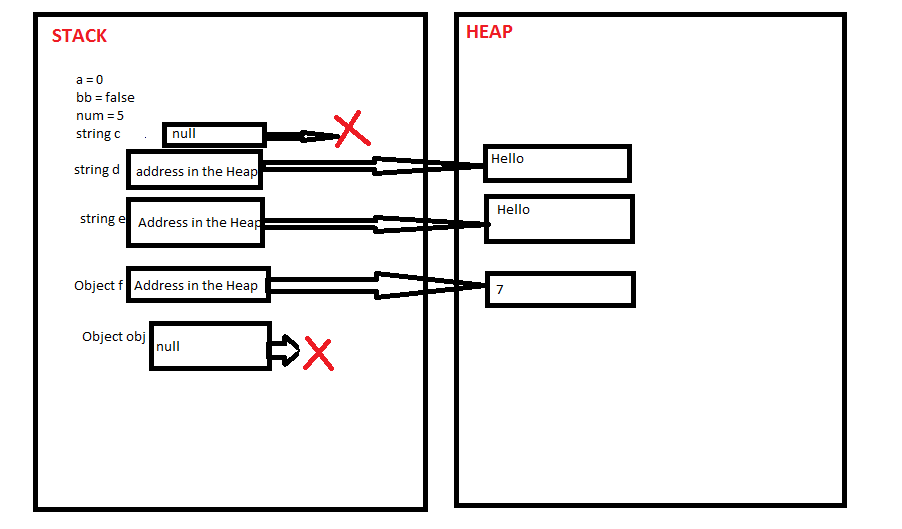 STACK
HEAP
a = 0
bb = false
num = 5
string c
null
string d
address in the Heap
Hello
string e
Address in the Heap
Hello
Object f
Address in the Heap
7
Object obj
null